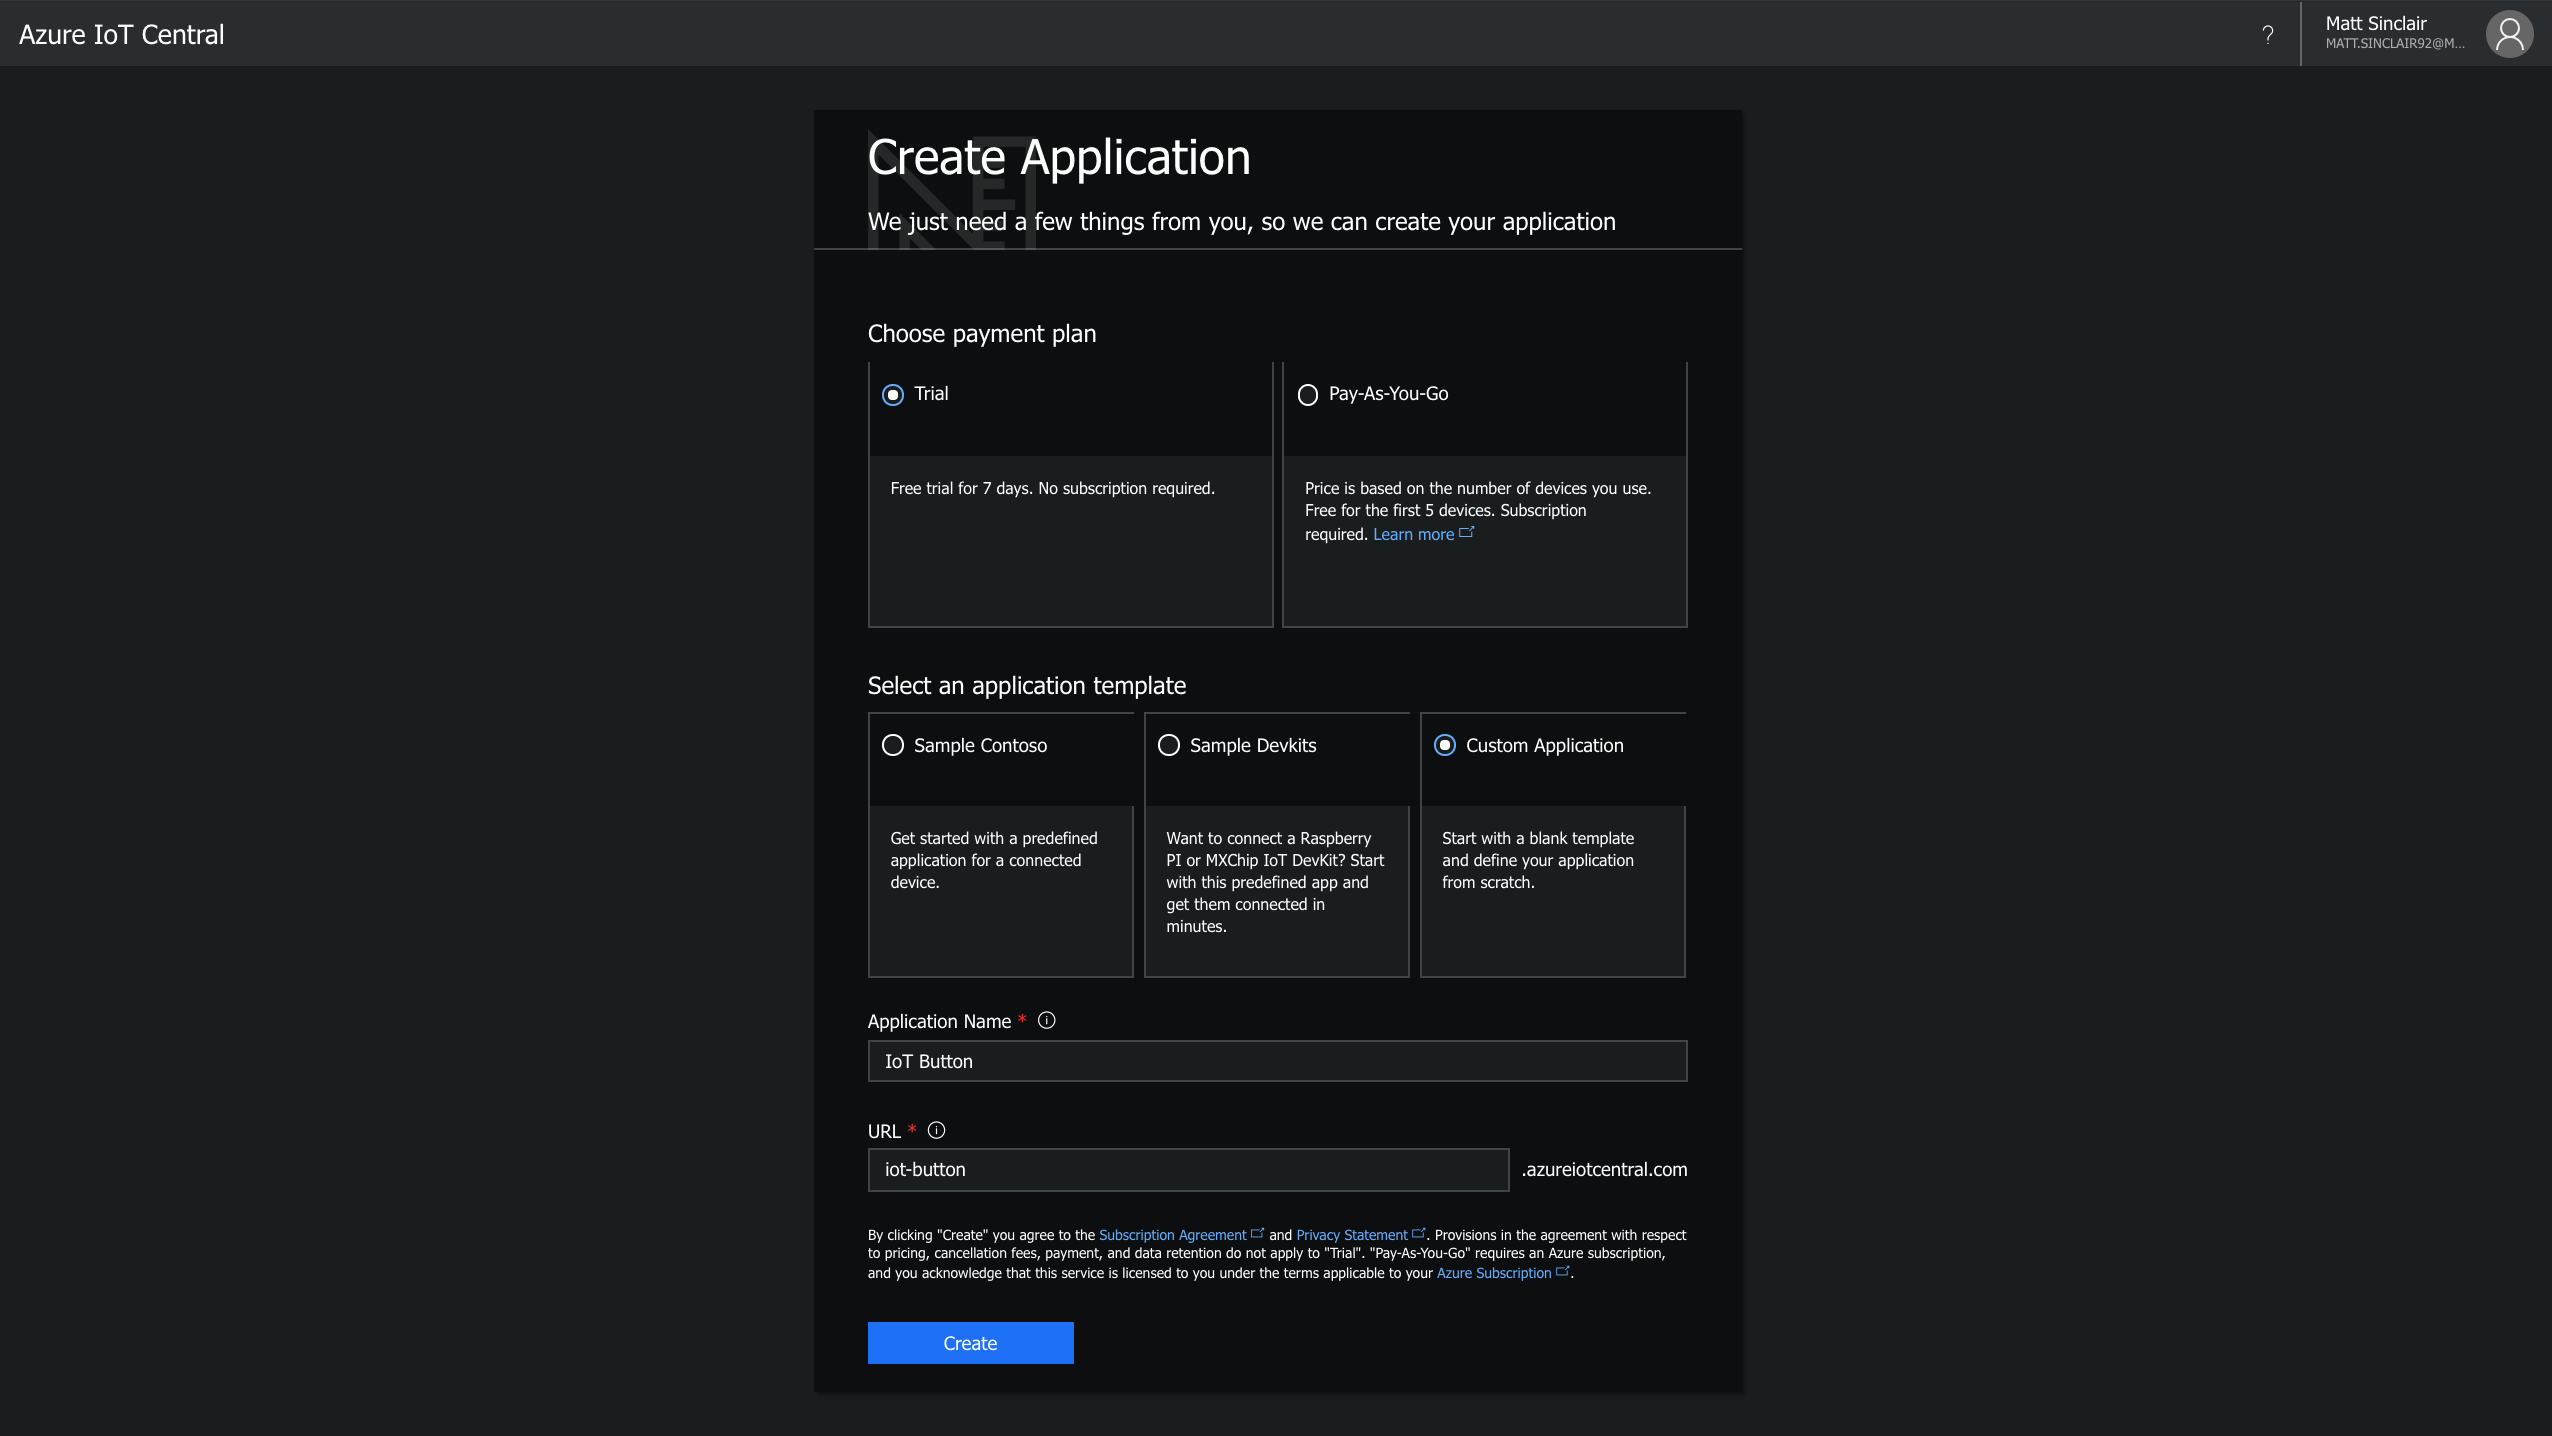 Azure IoT Central
?
Matt Sinclair
MATT.SINCLAIR92@M...
Create Application
We just need a few things from you, so we can create your application
Choose payment plan
Trial
Free trial for 7 days. No subscription required.
Pay-As-You-Go
Price is based on the number of devices you use.
Free for the first 5 devices. Subscription
required. Learn more
Select an application template
Sample Contoso
Get started with a predefined
application for a connected
device.
Sample Devkits
Want to connect a Raspberry
PI or MXChip IoT DevKit? Start
with this predefined app and
get them connected in
minutes.
Custom Application
Start with a blank template
and define your application
from scratch.
Application Name *
IoT Button
URL *
iot-button
.azureiotcentral.com
By clicking "Create" you agree to the Subscription Agreement and Privacy Statement. Provisions in the agreement with respect
to pricing, cancellation fees, payment, and data retention do not apply to "Trial". "Pay-As-You-Go" requires an Azure subscription,
and you acknowledge that this service is licensed to you under the terms applicable to your Azure Subscription.
Create